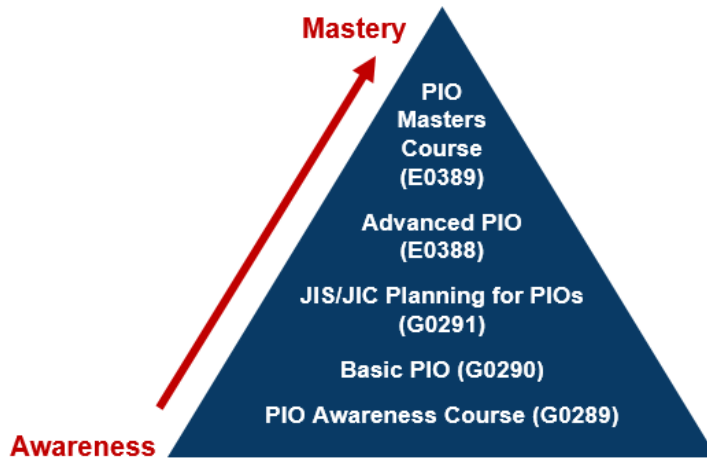 Mastery
PIO
Masters
Course
(E0389)
Advanced PIO
(E0388)
JIS/JIC Planning for PIOs
(G0291)
Basic PIO (G0290)
PIO Awareness Course (G0289)
Awareness